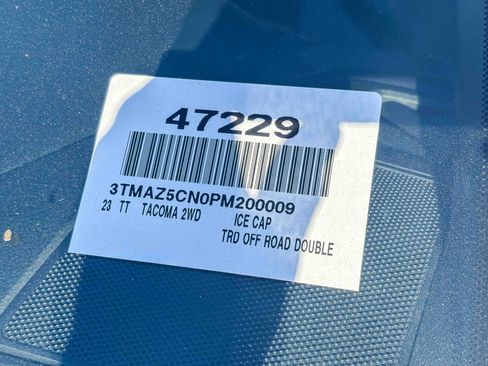 47229
3TMAZ5CN0PM200009
23 TT TACOMA 2WD ICE CAP
TRD OFF ROAD DOUBLE